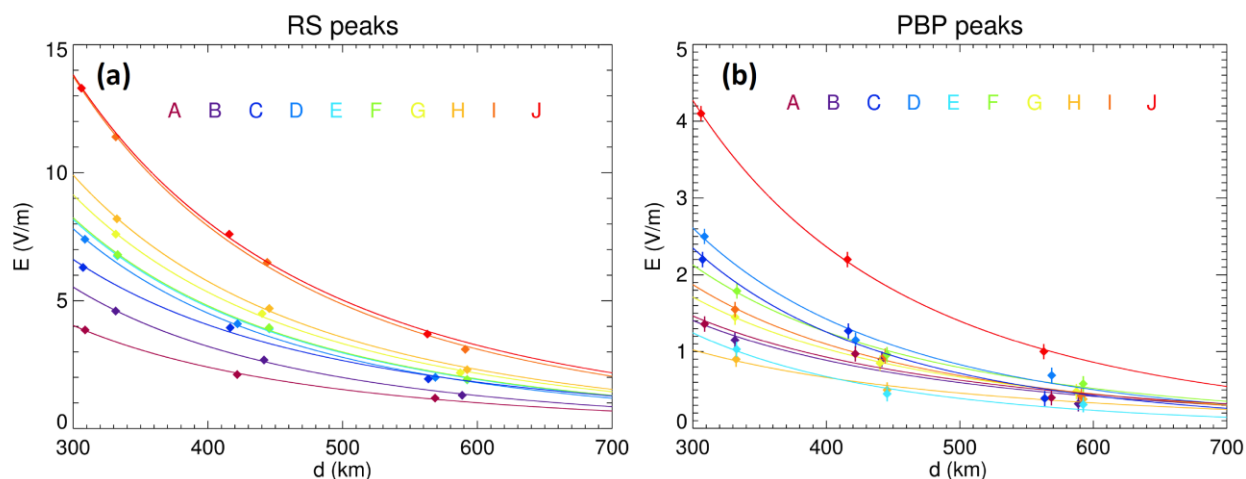 RS peaks
(a)
A B C D E F G H I J
15
10
5
0
E (V/m)
300 400 500 600 700
d (km)
PBP peaks
(b)
A B C D E F G H I J
5
4
3
2
1
0
E (V/m)
300 400 500 600 700
d (km)